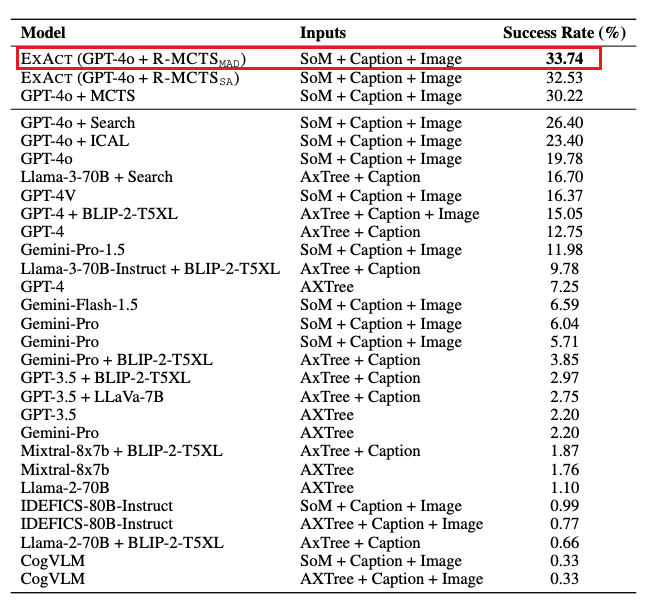 Model Inputs Success Rate (%)
EXACT (GPT-4o + R-MCTS_MAD) SoM + Caption + Image 33.74
EXACT (GPT-4o + R-MCTS_SA) SoM + Caption + Image 32.53
GPT-4o + MCTS SoM + Caption + Image 30.22
GPT-4o + Search SoM + Caption + Image 26.40
GPT-4o + ICAL SoM + Caption + Image 23.40
GPT-4o SoM + Caption + Image 19.78
Llama-3-70B + Search AxTree + Caption 16.70
GPT-4V SoM + Caption + Image 16.37
GPT-4 + BLIP-2-T5XL AxTree + Caption + Image 15.05
GPT-4 AxTree + Caption 12.75
Gemini-Pro-1.5 SoM + Caption + Image 11.98
Llama-3-70B-Instruct + BLIP-2-T5XL AxTree + Caption 9.78
GPT-4 AXTree 7.25
Gemini-Flash-1.5 SoM + Caption + Image 6.59
Gemini-Pro SoM + Caption + Image 6.04
Gemini-Pro SoM + Caption + Image 5.71
Gemini-Pro + BLIP-2-T5XL AxTree + Caption 3.85
GPT-3.5 + BLIP-2-T5XL AxTree + Caption 2.97
GPT-3.5 + LLaVa-7B AxTree + Caption 2.75
GPT-3.5 AXTree 2.20
Gemini-Pro AXTree 2.20
Mixtral-8x7b + BLIP-2-T5XL AxTree + Caption 1.87
Mixtral-8x7b AXTree 1.76
Llama-2-70B AXTree 1.10
IDEFICS-80B-Instruct SoM + Caption + Image 0.99
IDEFICS-80B-Instruct AXTree + Caption + Image 0.77
Llama-2-70B + BLIP-2-T5XL AxTree + Caption 0.66
CogVLM SoM + Caption + Image 0.33
CogVLM AXTree + Caption + Image 0.33